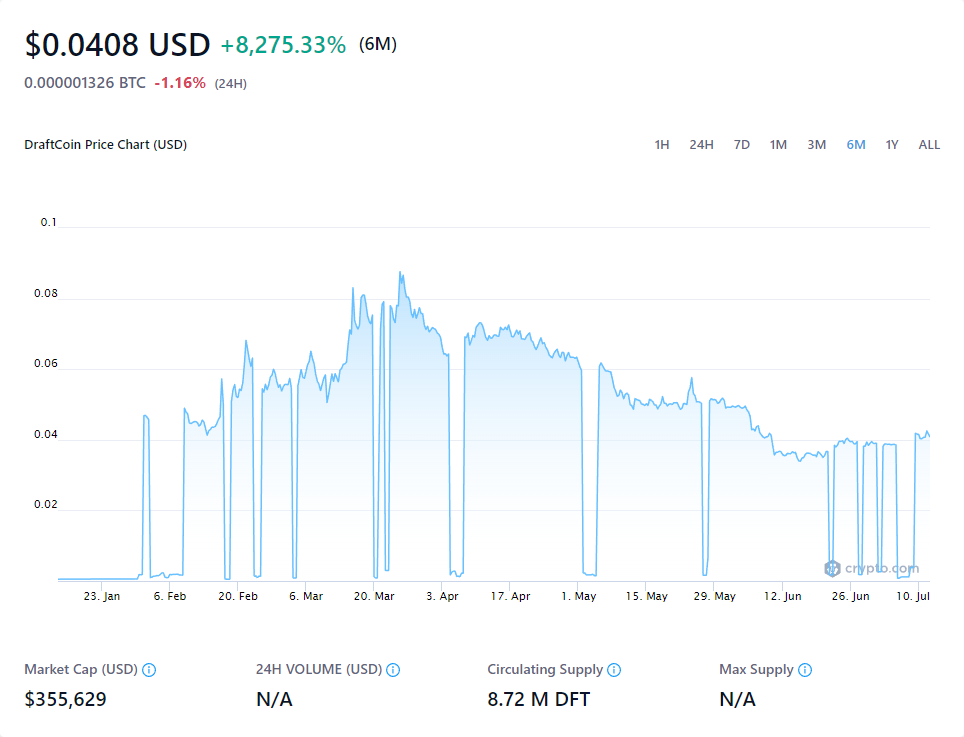 $0.0408 USD +8,275.33% (6M)
0.000001326 BTC -1.16% (24H)
DraftCoin Price Chart (USD) 1H 24H 7D 1M 3M 6M 1Y ALL
0.1
0.08
0.06
0.04
0.02
crypto.com
23. Jan 6. Feb 20. Feb 6. Mar 20. Mar 3. Apr 17. Apr 1. May 15. May 29. May 12. Jun 26. Jun 10. Jul
Market Cap (USD) 24H VOLUME (USD) Circulating Supply Max Supply
$355,629 N/A 8.72 M DFT N/A